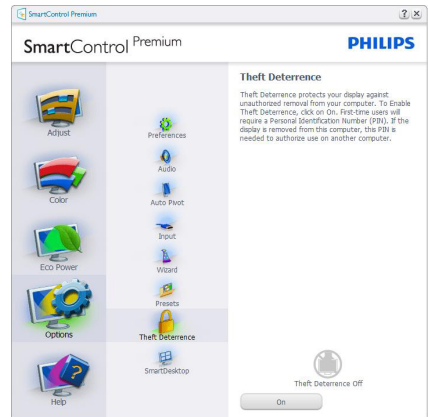 SmartControl Premium
SmartControl Premium
PHILIPS
Adjust
Color
Eco Power
Options
Help
Preferences
Audio
Auto Pivot
Input
Wizard
Presets
Theft Deterrence
SmartDesktop
Theft Deterrence
Theft Deterrence protects your display against
unauthorized removal from your computer. To Enable
Theft Deterrence, click on On. First-time users will
require a Personal Identification Number (PIN). If the
display is removed from this computer, this PIN is
needed to authorize use on another computer.
Theft Deterrence Off
On